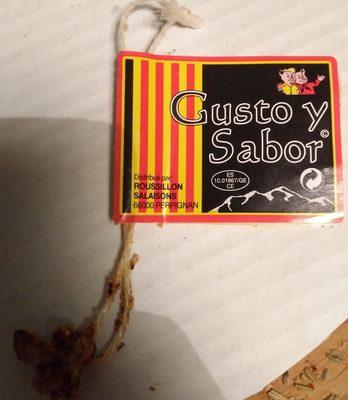 Gusto y
Sabor
©
®
Distribué par:
ROUSSILLON
SALAISONS
66000 PERPIGNAN
ES
10.01867/GE
CE